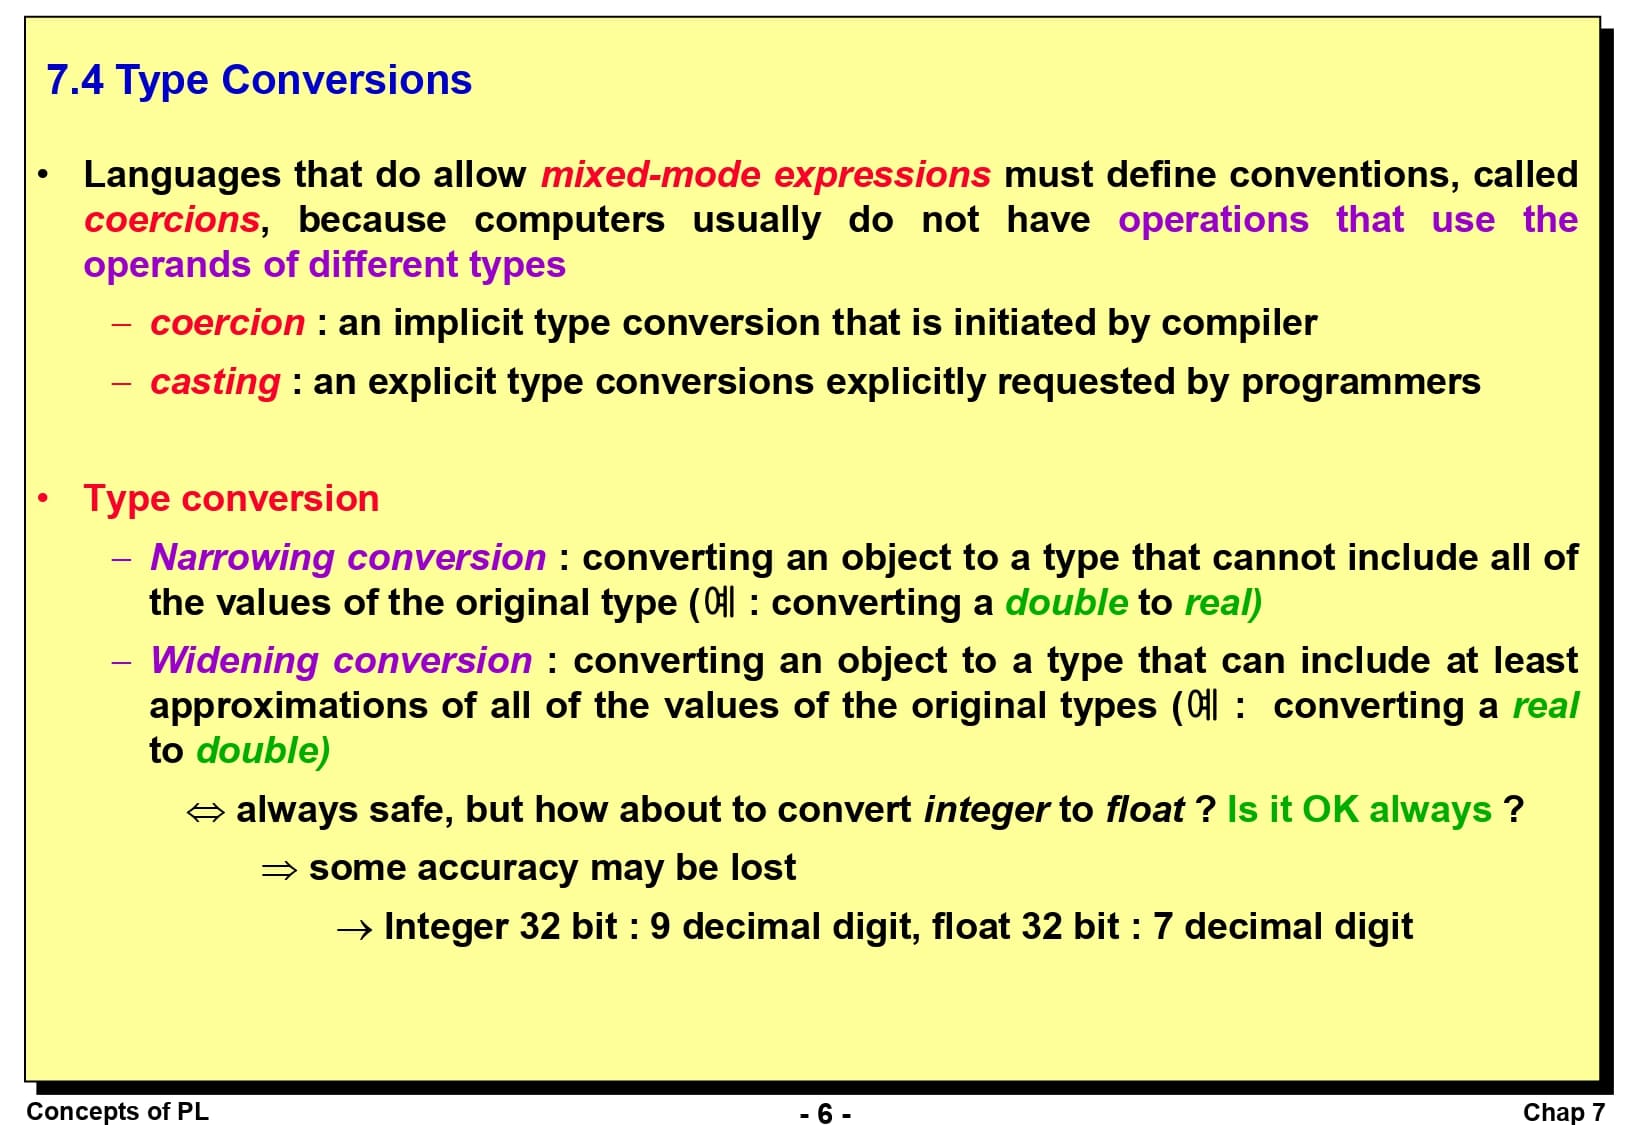 7.4 Type Conversions
• Languages that do allow mixed-mode expressions must define conventions, called
coercions, because computers usually do not have operations that use the
operands of different types
– coercion : an implicit type conversion that is initiated by compiler
– casting : an explicit type conversions explicitly requested by programmers
• Type conversion
– Narrowing conversion : converting an object to a type that cannot include all of
the values of the original type (예 : converting a double to real)
– Widening conversion : converting an object to a type that can include at least
approximations of all of the values of the original types (예 : converting a real
to double)
⇔ always safe, but how about to convert integer to float ? Is it OK always ?
⇒ some accuracy may be lost
→ Integer 32 bit : 9 decimal digit, float 32 bit : 7 decimal digit
Concepts of PL - 6 - Chap 7